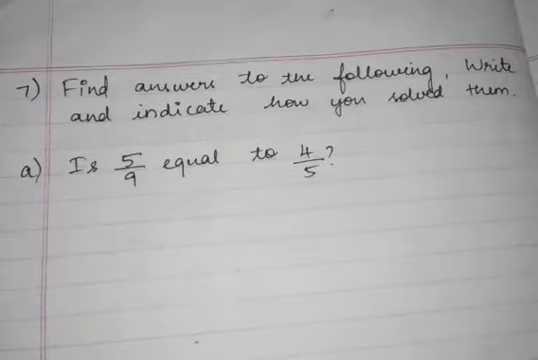 7) Find answers to the following. Write
and indicate how you solved them.
a) Is 5/9 equal to 4/5?